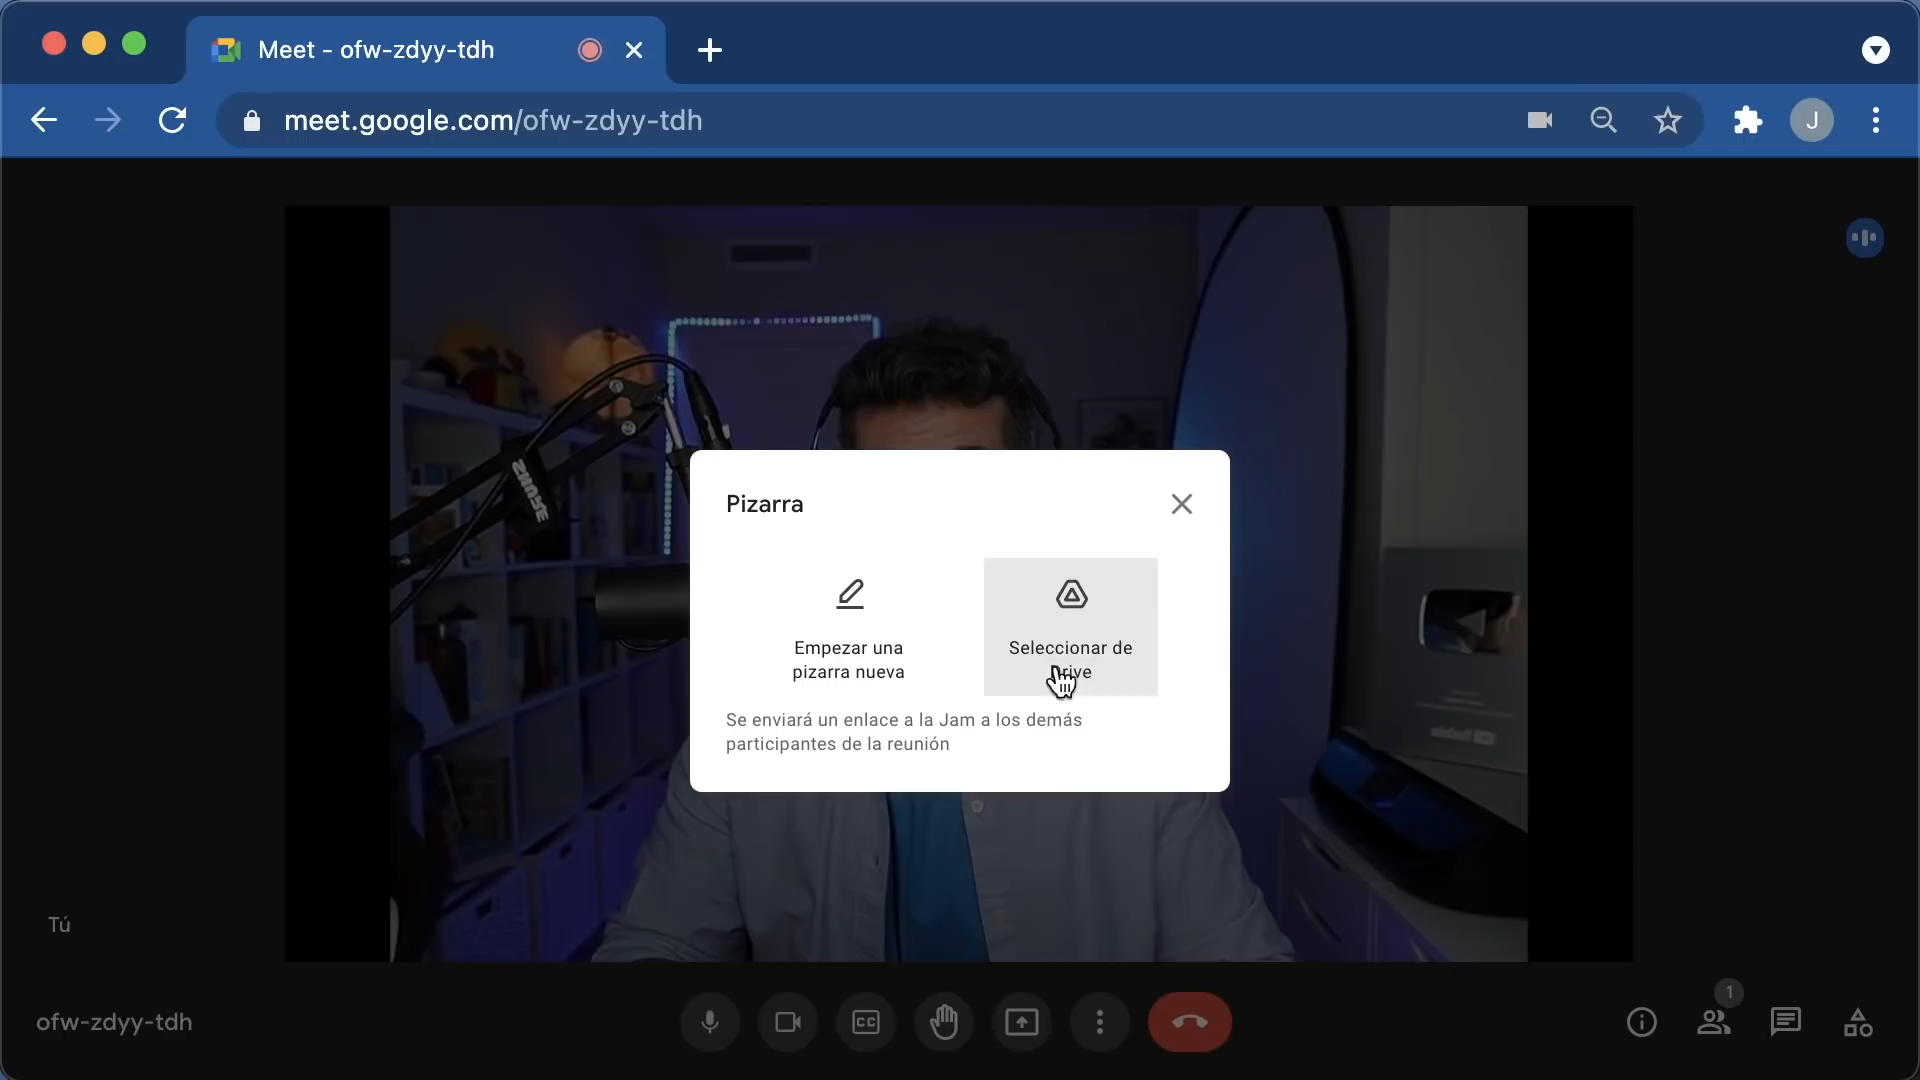 Meet - ofw-zdyy-tdh
meet.google.com/ofw-zdyy-tdh
J
Pizarra
Empezar una
pizarra nueva
Seleccionar de
Se enviará un enlace a la Jam a los demás
participantes de la reunión
Tú
ofw-zdyy-tdh
CC
1